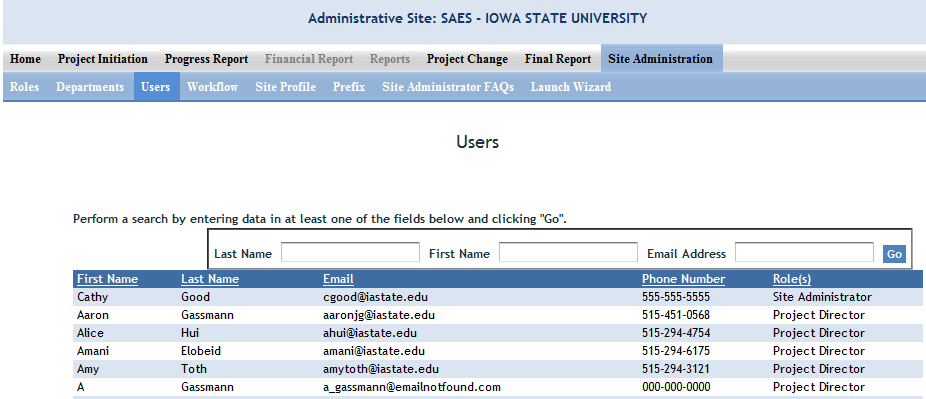 Administrative Site: SAES - IOWA STATE UNIVERSITY
Home Project Initiation Progress Report Financial Report Reports Project Change Final Report Site Administration
Roles Departments Users Workflow Site Profile Prefix Site Administrator FAQs Launch Wizard
Users
Perform a search by entering data in at least one of the fields below and clicking "Go".
Last Name First Name Email Address Go
First Name Last Name Email Phone Number Role(s)
Cathy Good cgood@iastate.edu 555-555-5555 Site Administrator
Aaron Gassmann aaronjg@iastate.edu 515-451-0568 Project Director
Alice Hui ahui@iastate.edu 515-294-4754 Project Director
Amani Elobeid amani@iastate.edu 515-294-6175 Project Director
Amy Toth amytoth@iastate.edu 515-294-3121 Project Director
A Gassmann a_gassmann@emailnotfound.com 000-000-0000 Project Director